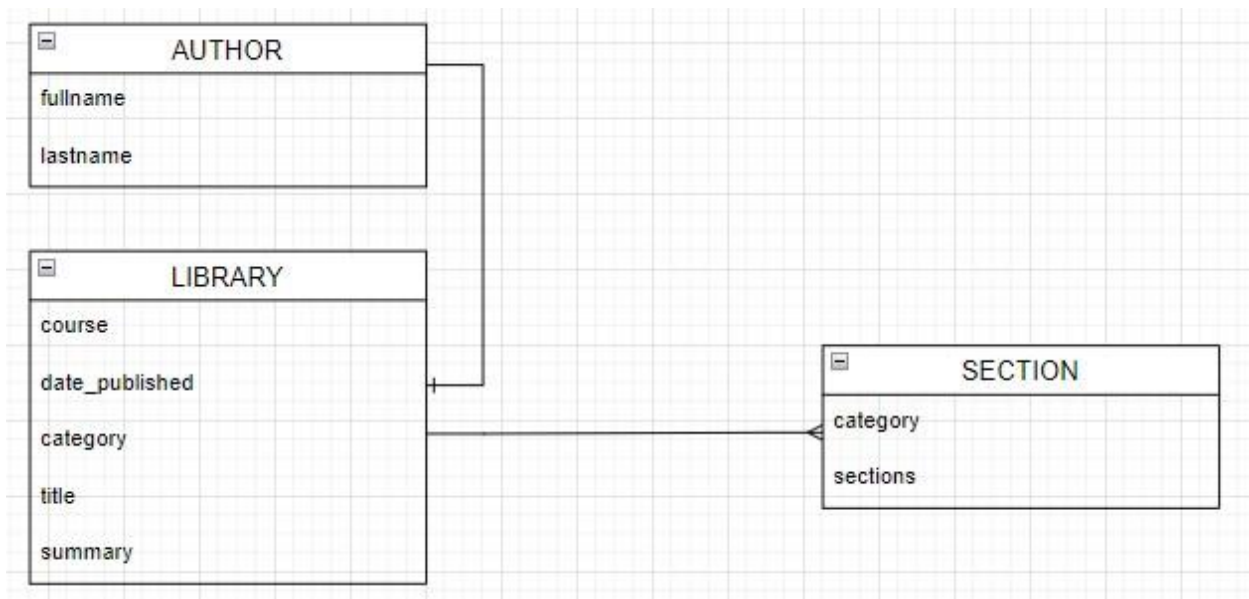 AUTHOR
fullname
lastname
LIBRARY
course
date_published
category
title
summary
SECTION
category
sections